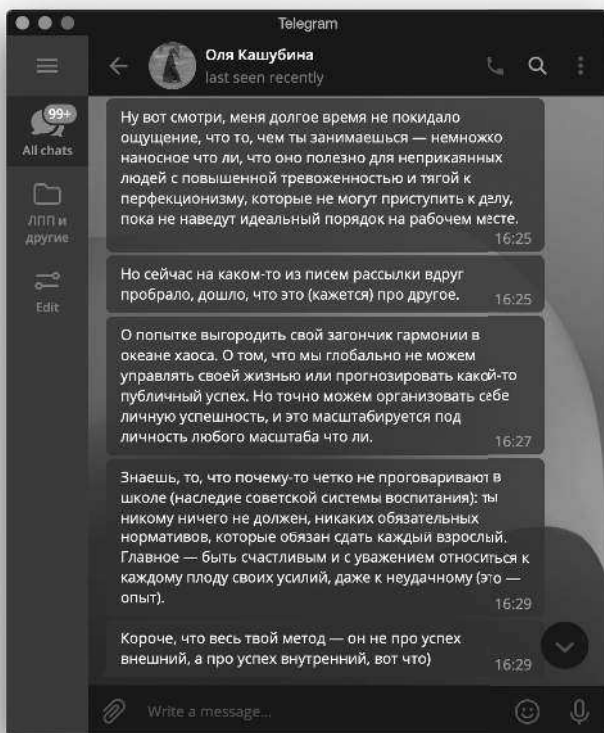 Telegram
Оля Кашубина
last seen recently
99+
All chats
ЛПП и
другие
Edit
Ну вот смотри, меня долгое время не покидало
ощущение, что то, чем ты занимаешься — немножко
наносное что ли, что оно полезно для неприкаянных
людей с повышенной тревоженностью и тягой к
перфекционизму, которые не могут приступить к делу,
пока не наведут идеальный порядок на рабочем месте.
16:25
Но сейчас на каком-то из писем рассылки вдруг
пробрало, дошло, что это (кажется) про другое.
16:25
О попытке выгородить свой загончик гармонии в
океане хаоса. О том, что мы глобально не можем
управлять своей жизнью или прогнозировать какой-то
публичный успех. Но точно можем организовать себе
личную успешность, и это масштабируется под
личность любого масштаба что ли.
16:27
Знаешь, то, что почему-то четко не проговаривают в
школе (наследие советской системы воспитания): ты
никому ничего не должен, никаких обязательных
нормативов, которые обязан сдать каждый взрослый.
Главное — быть счастливым и с уважением относиться к
каждому плоду своих усилий, даже к неудачному (это —
опыт).
16:29
Короче, что весь твой метод — он не про успех
внешний, а про успех внутренний, вот что)
16:29
Write a message...